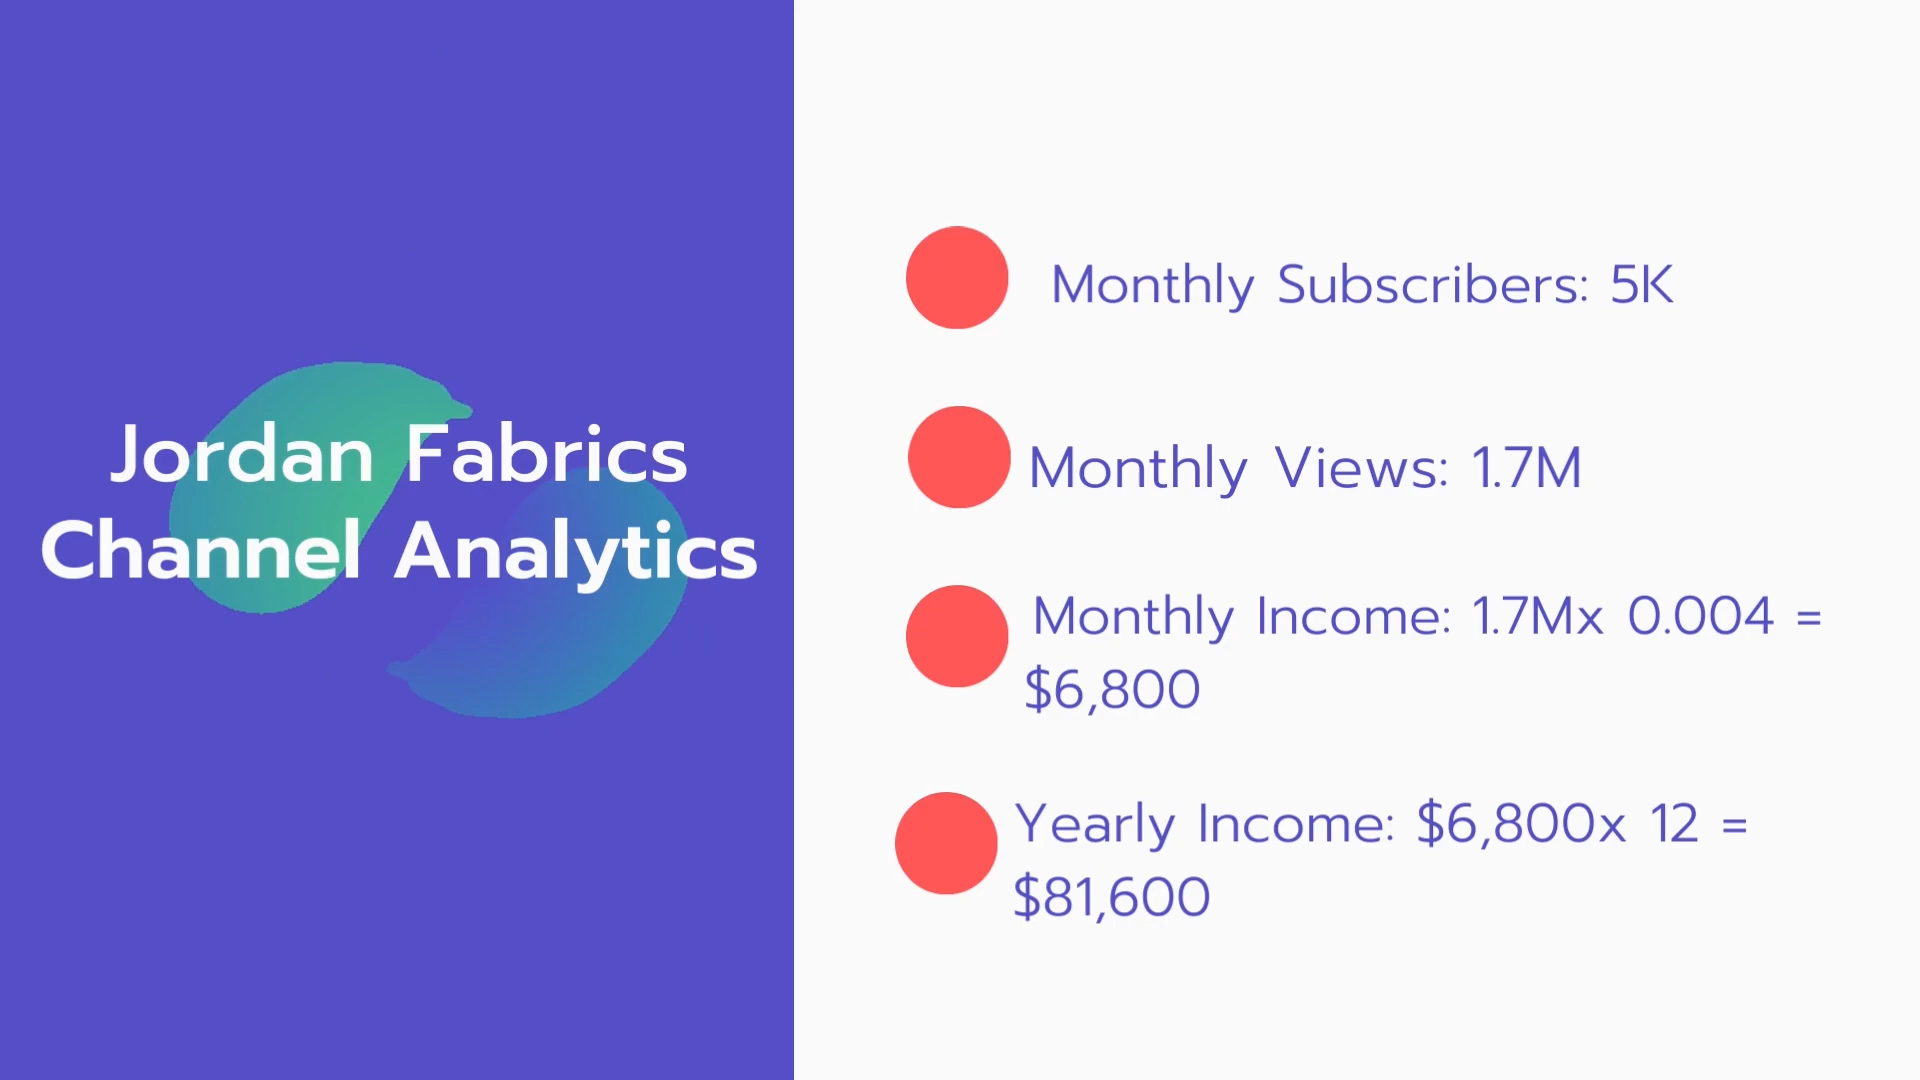 Jordan Fabrics
Channel Analytics
Monthly Subscribers: 5K
Monthly Views: 1.7M
Monthly Income: 1.7Mx 0.004 =
$6,800
Yearly Income: $6,800x 12 =
$81,600